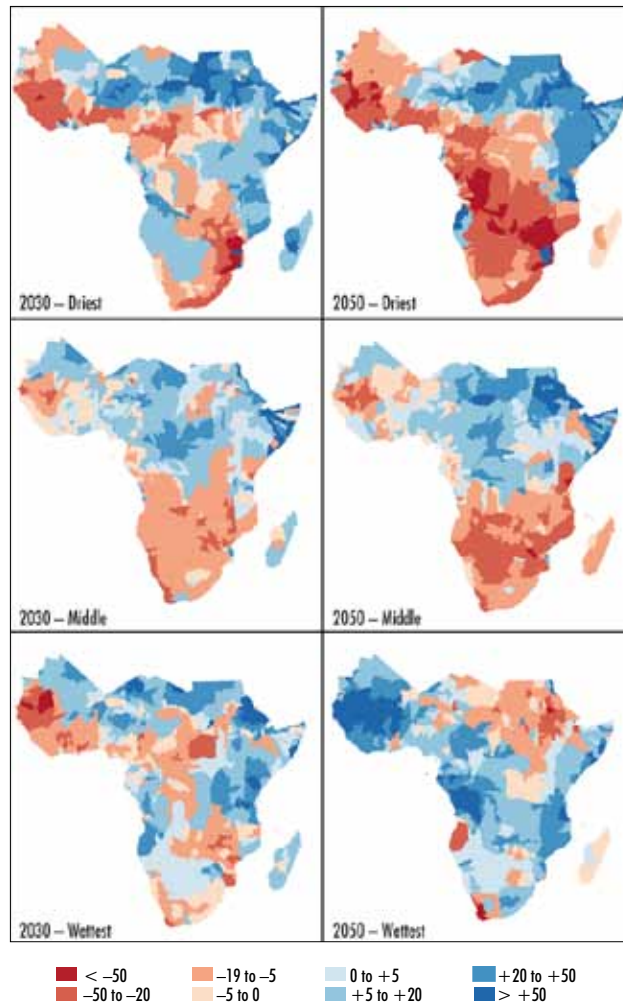 2030 – Driest
2050 – Driest
2030 – Middle
2050 – Middle
2030 – Wettest
2050 – Wettest
< –50
–19 to –5
0 to +5
+20 to +50
–50 to –20
–5 to 0
+5 to +20
> +50